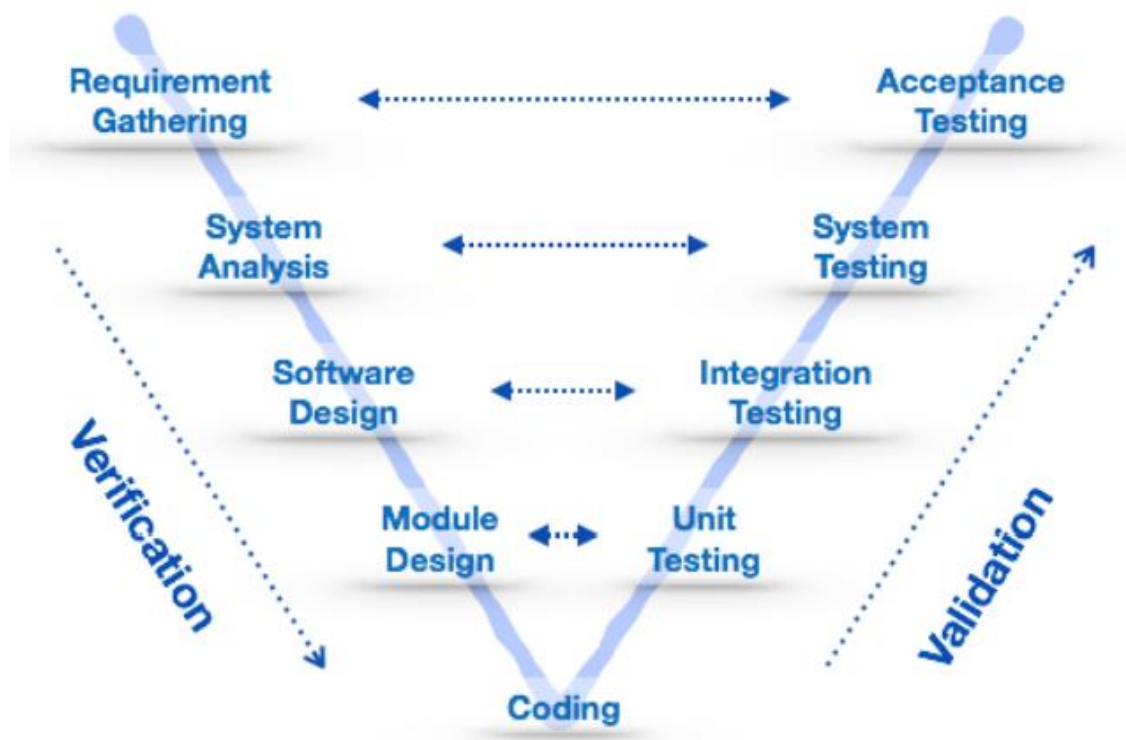 Requirement
Gathering
Acceptance
Testing
System
Analysis
System
Testing
Software
Design
Integration
Testing
Module
Design
Unit
Testing
Verification
Validation
Coding